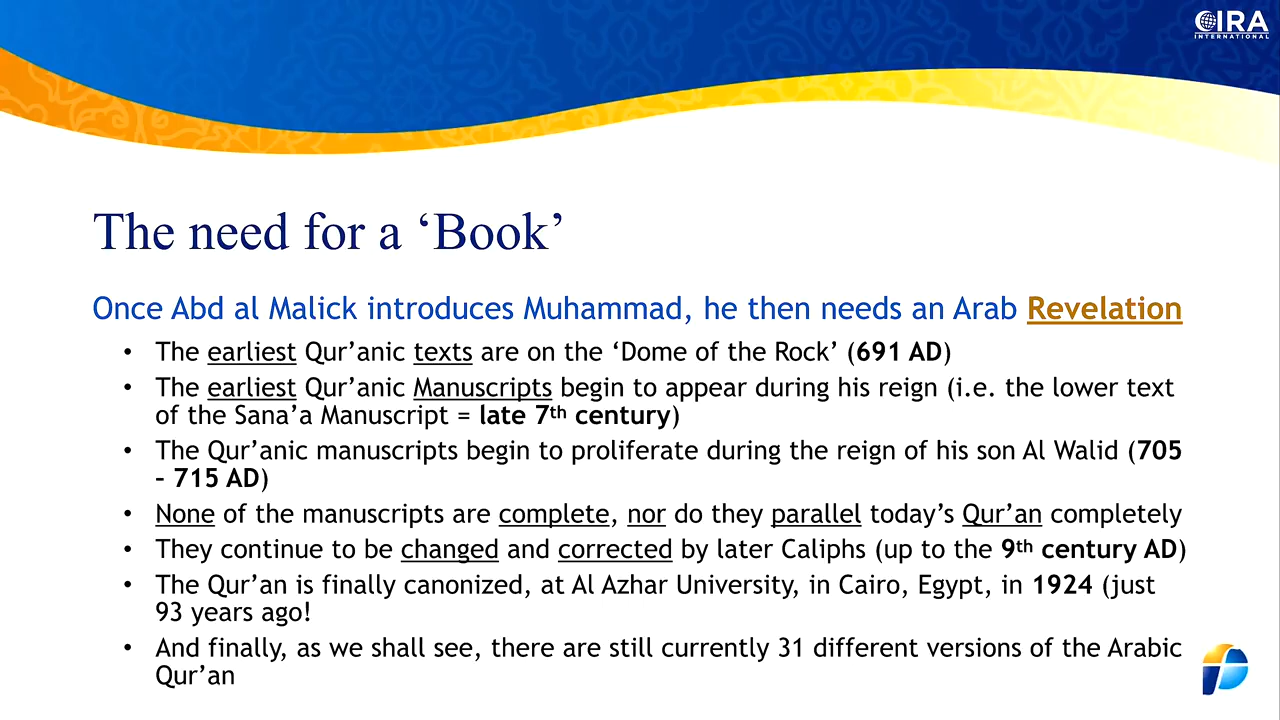 CIRA
INTERNATIONAL
The need for a ‘Book’
Once Abd al Malick introduces Muhammad, he then needs an Arab Revelation
• The earliest Qur’anic texts are on the ‘Dome of the Rock’ (691 AD)
• The earliest Qur’anic Manuscripts begin to appear during his reign (i.e. the lower text
of the Sana’a Manuscript = late 7th century)
• The Qur’anic manuscripts begin to proliferate during the reign of his son Al Walid (705
– 715 AD)
• None of the manuscripts are complete, nor do they parallel today’s Qur’an completely
• They continue to be changed and corrected by later Caliphs (up to the 9th century AD)
• The Qur’an is finally canonized, at Al Azhar University, in Cairo, Egypt, in 1924 (just
93 years ago!
• And finally, as we shall see, there are still currently 31 different versions of the Arabic
Qur’an